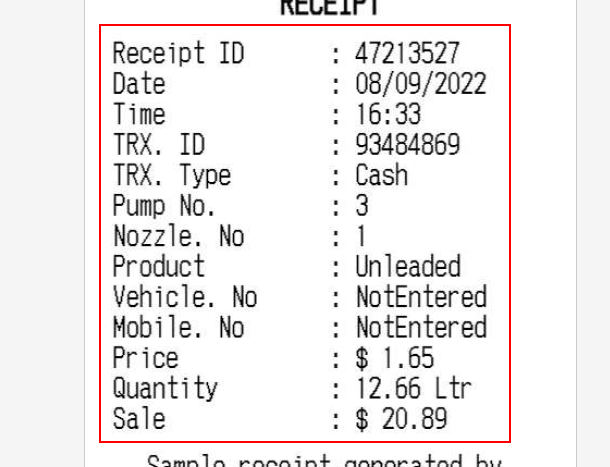 RECEIPT
Receipt ID : 47213527
Date : 08/09/2022
Time : 16:33
TRX. ID : 93484869
TRX. Type : Cash
Pump No. : 3
Nozzle. No : 1
Product : Unleaded
Vehicle. No : NotEntered
Mobile. No : NotEntered
Price : $ 1.65
Quantity : 12.66 Ltr
Sale : $ 20.89
Sample receipt generated by